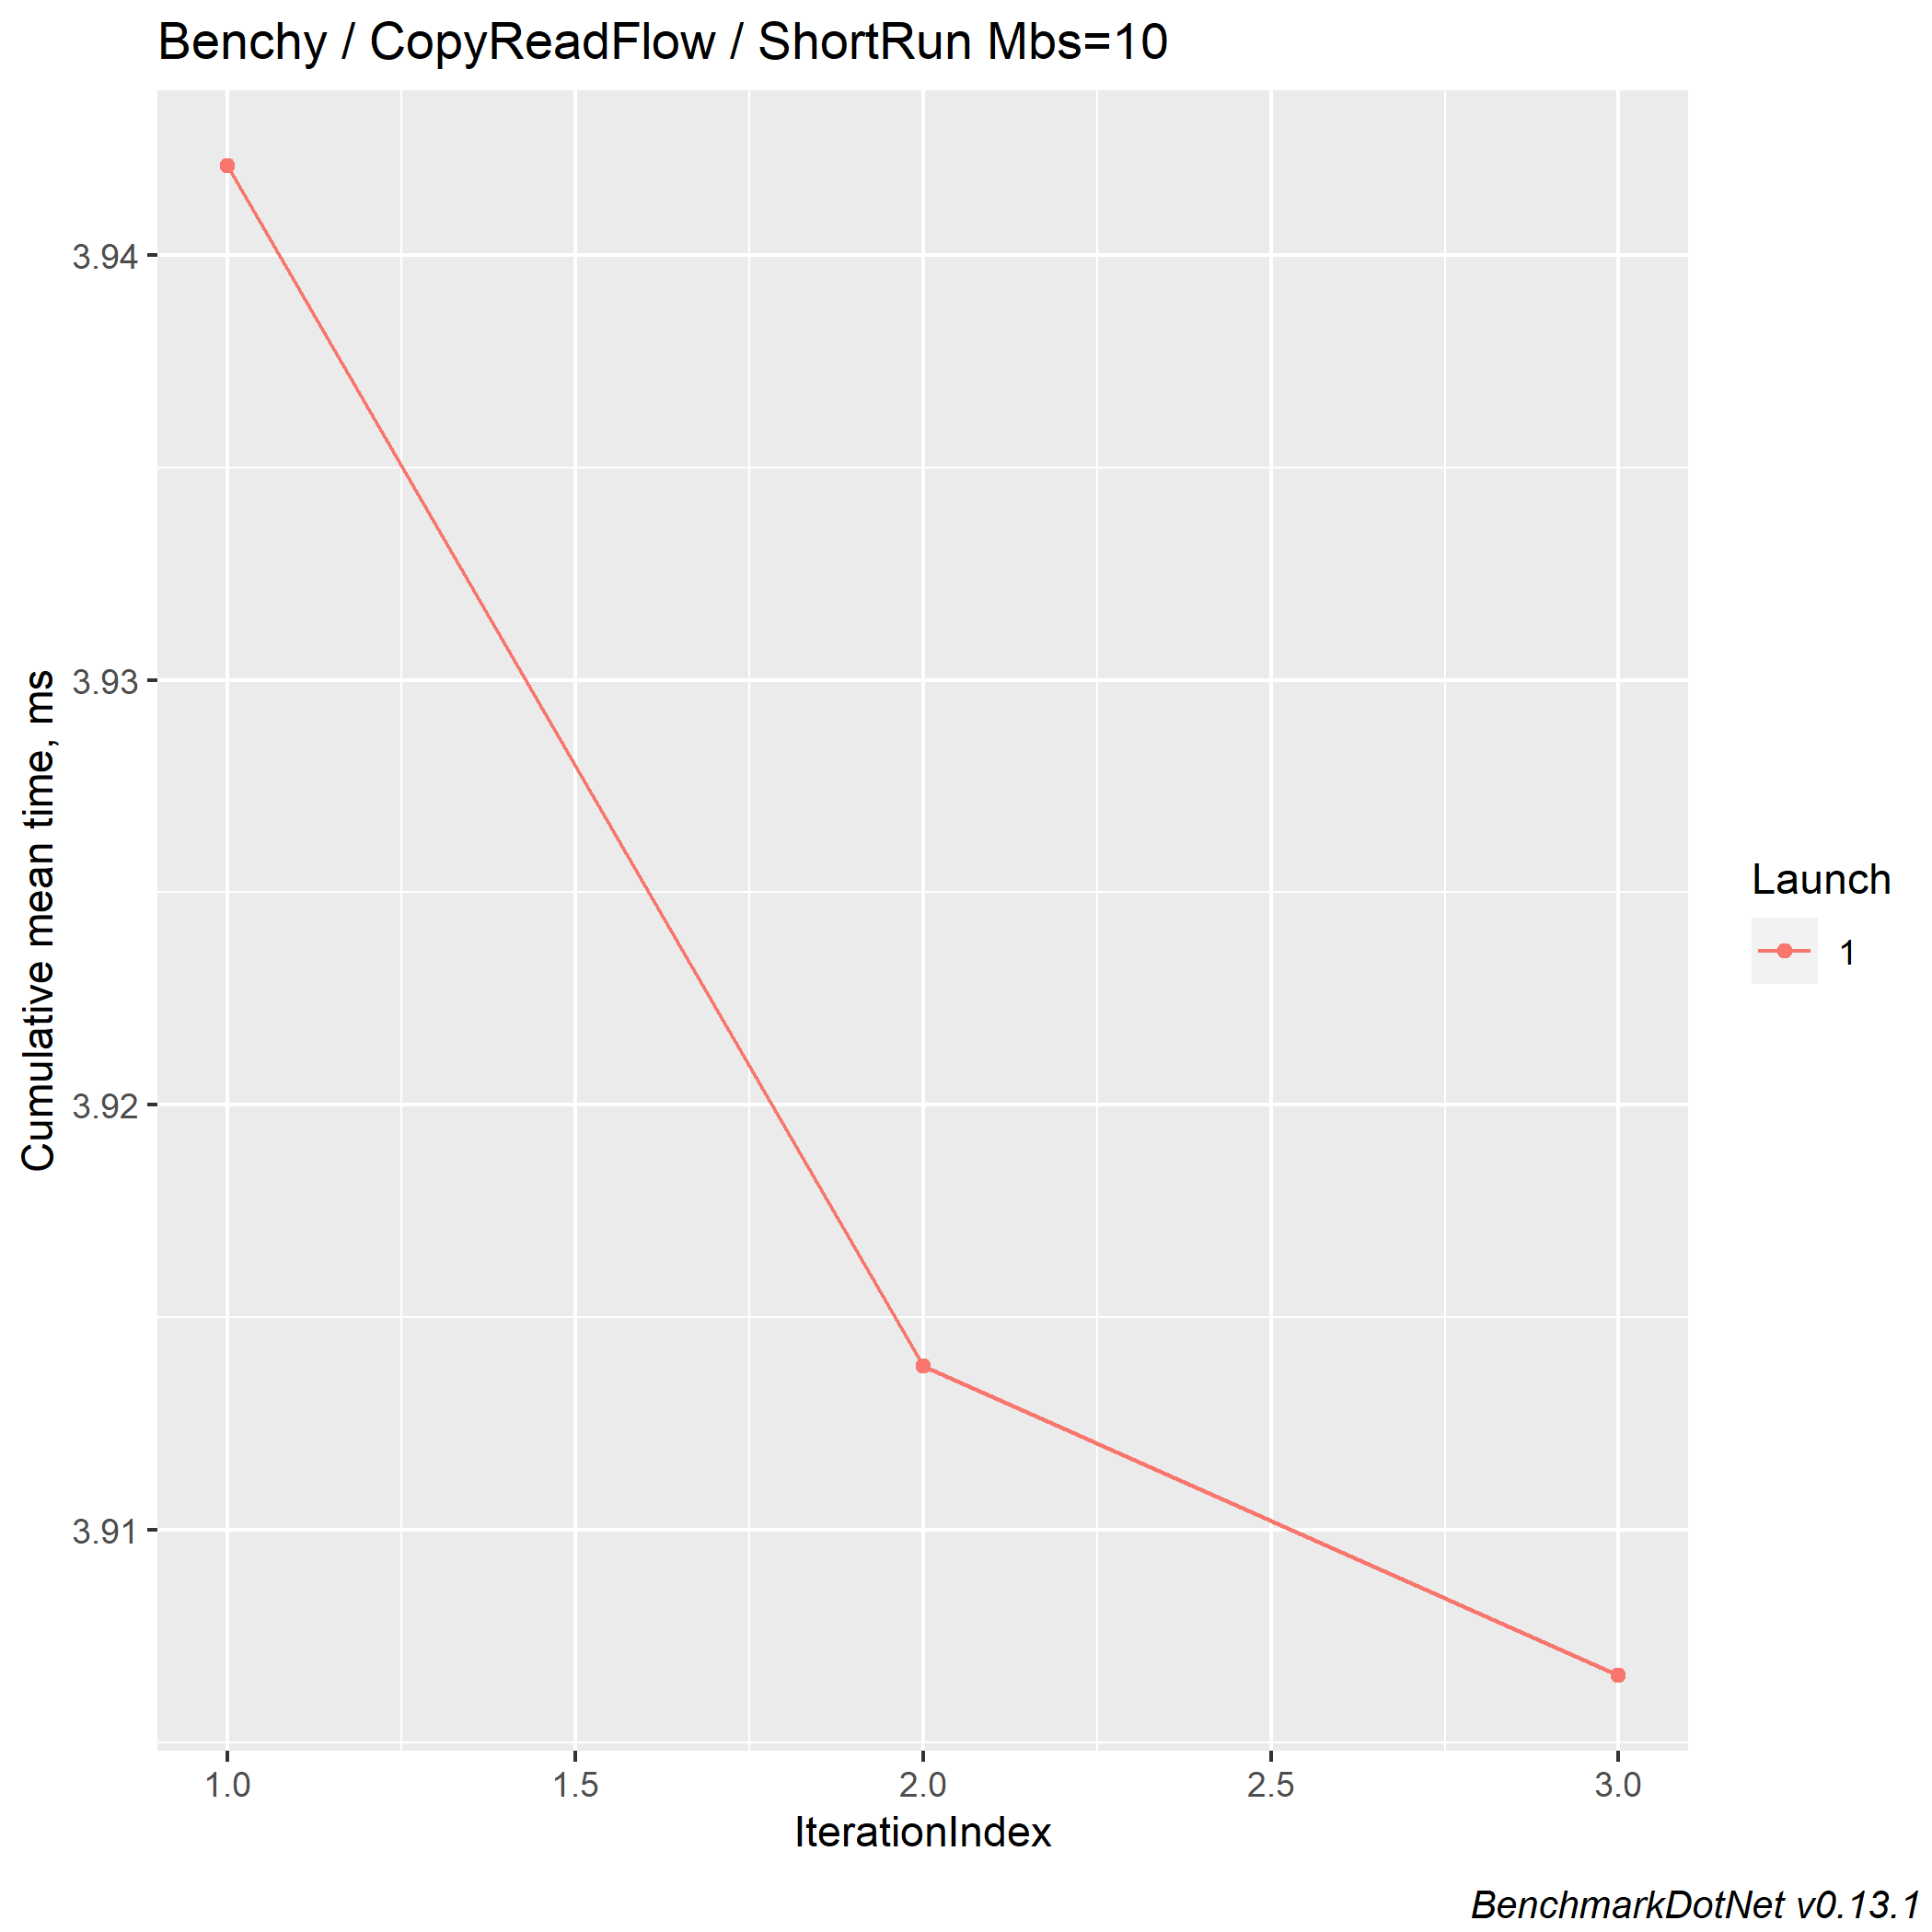 Benchy / CopyReadFlow / ShortRun Mbs=10
Cumulative mean time, ms
3.94
3.93
3.92
3.91
1.0 1.5 2.0 2.5 3.0
IterationIndex
Launch
1
BenchmarkDotNet v0.13.1